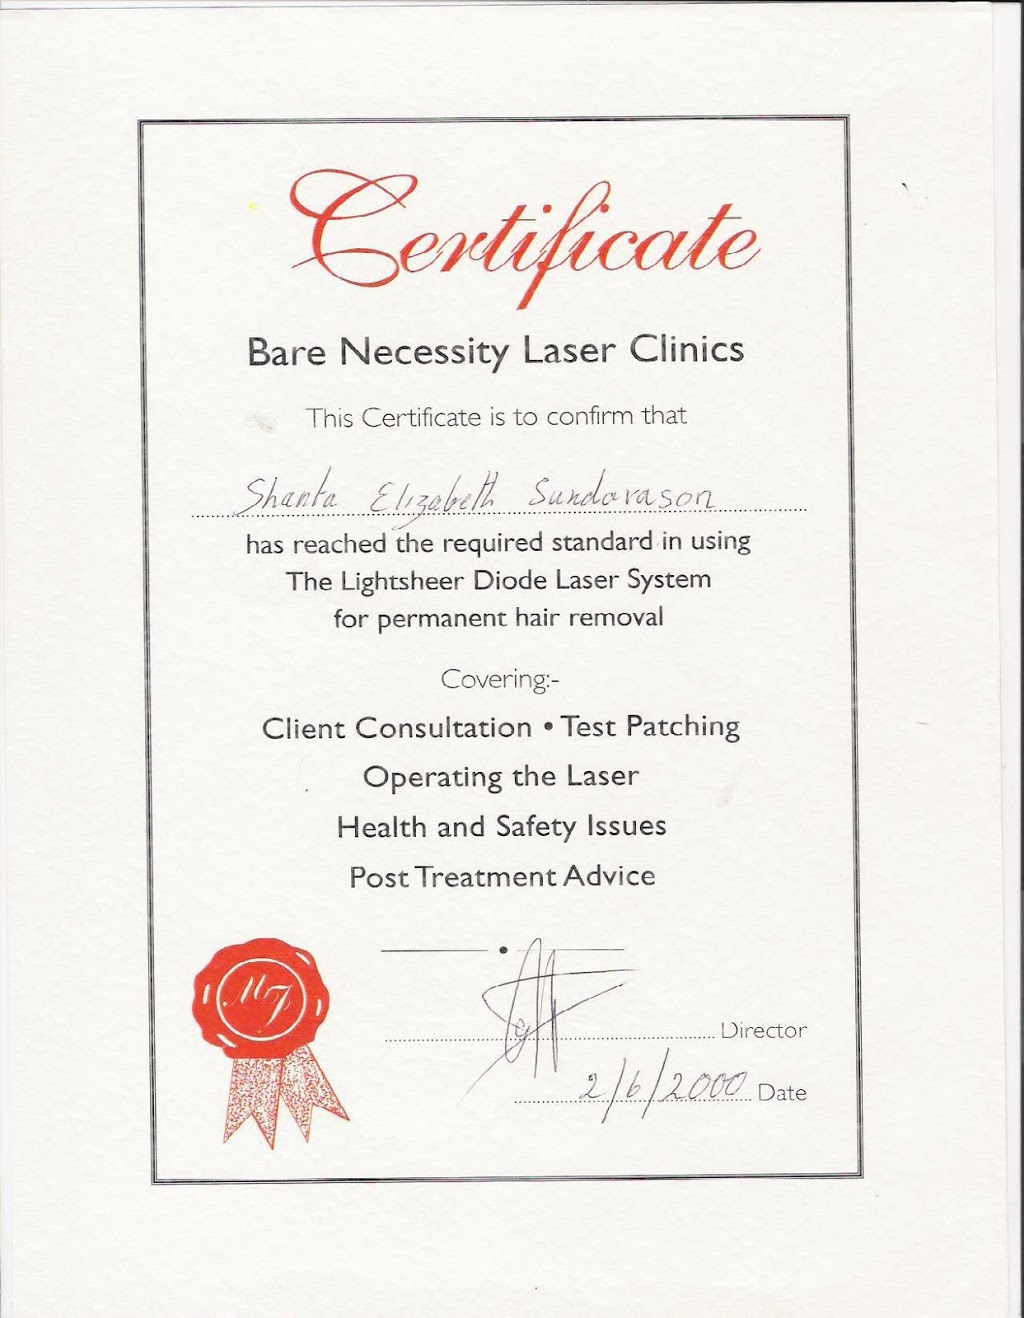 Certificate
Bare Necessity Laser Clinics
This Certificate is to confirm that
Shanta Elizabeth Sundarason
has reached the required standard in using
The Lightsheer Diode Laser System
for permanent hair removal
Covering:-
Client Consultation • Test Patching
Operating the Laser
Health and Safety Issues
Post Treatment Advice
Director
2/6/2000 Date